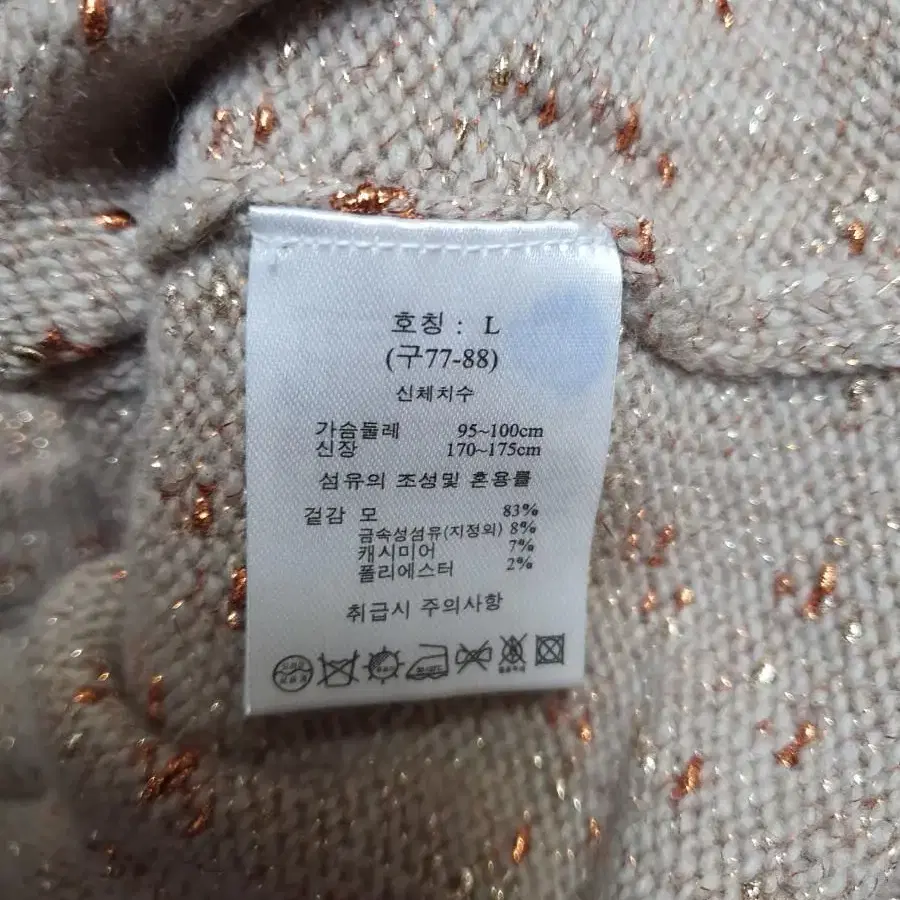 호칭 : L
(구77-88)
신체치수
가슴둘레 95~100cm
신장 170~175cm
섬유의 조성및 혼용률
겉감 모 83%
금속성섬유(지정외) 8%
캐시미어 7%
폴리에스터 2%
취급시 주의사항